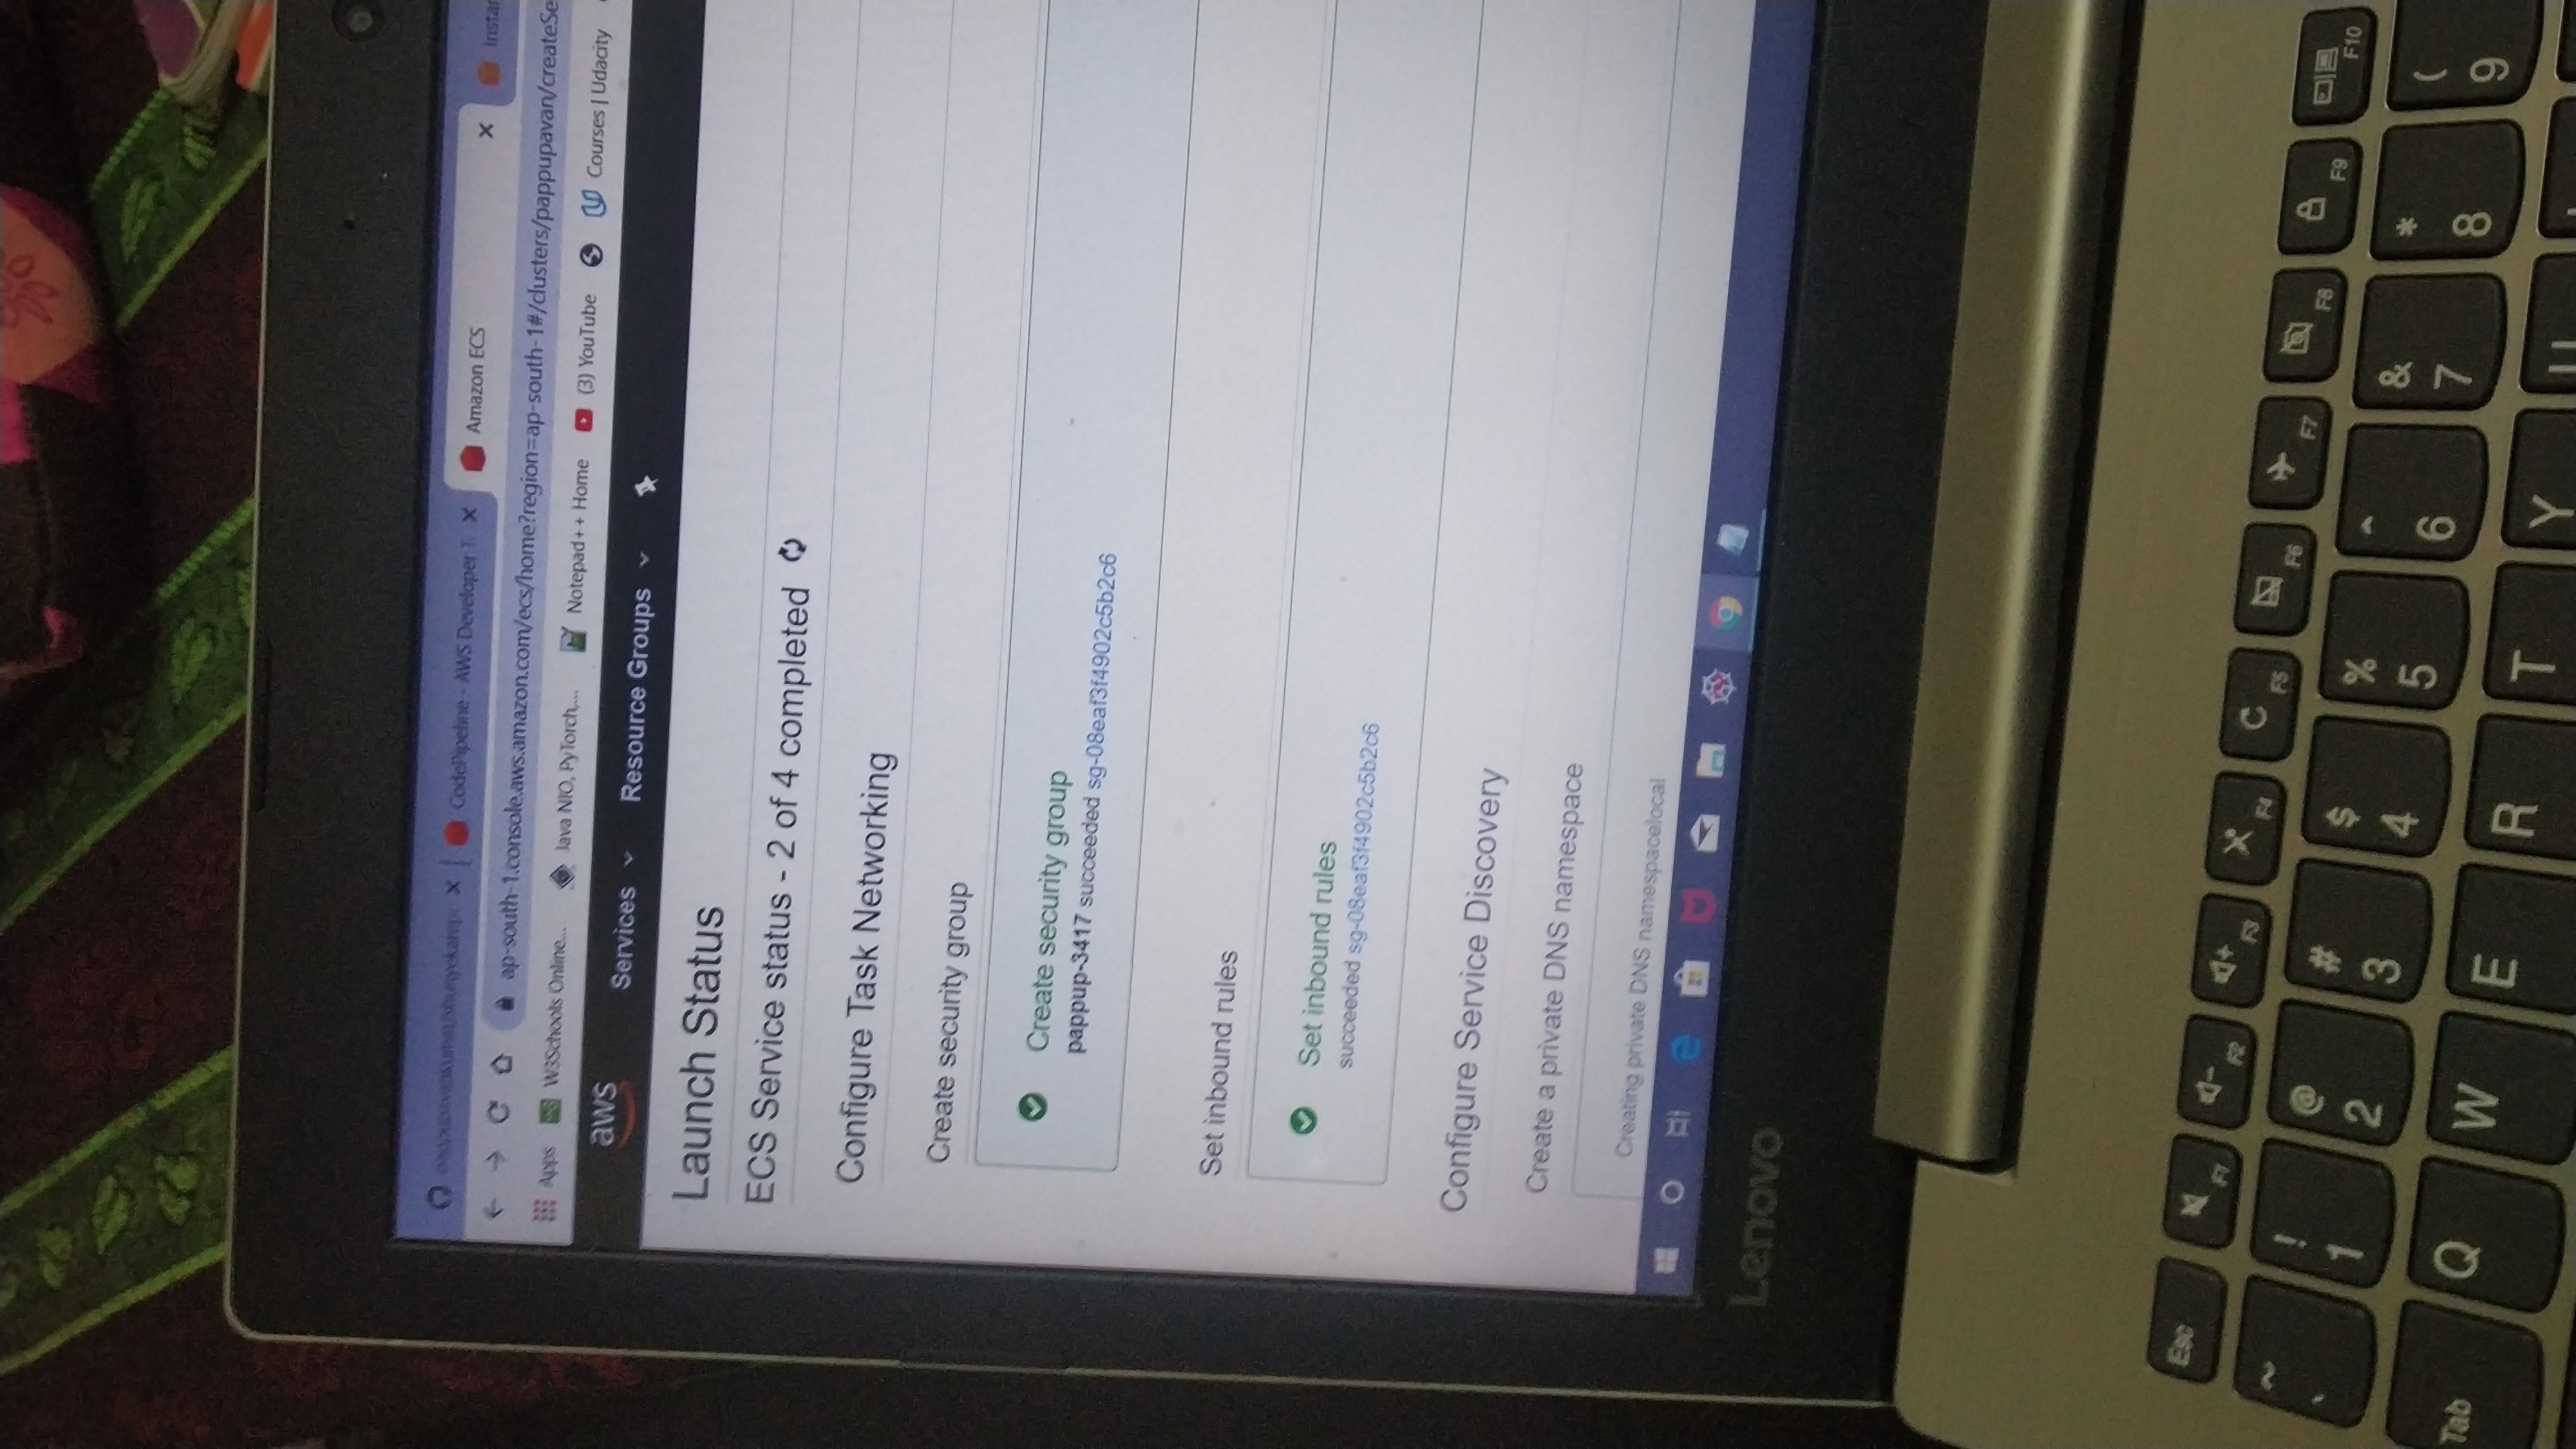 CodePipeline - AWS Developer T
Amazon ECS
Instar
ap-south-1.console.aws.amazon.com/ecs/home?region=ap-south-1#/clusters/pappupavan/createSe
Apps
W3Schools Online...
Java NIO, PyTorch,...
Notepad++ Home
(3) YouTube
Courses | Udacity
aws
Services
Resource Groups
Launch Status
ECS Service status - 2 of 4 completed
Configure Task Networking
Create security group
Create security group
pappup-3417 succeeded sg-08eaf3f4902c5b2c6
Set inbound rules
Set inbound rules
succeeded sg-08eaf3f4902c5b2c6
Configure Service Discovery
Create a private DNS namespace
Creating private DNS namespacelocal
Lenovo
Esc F1 F2 F3 F4 C F5 F6 F7 F8 F9 F10
~ ! @ # $ % ^ & * (
` 1 2 3 4 5 6 7 8 9
Tab Q W E R T Y U